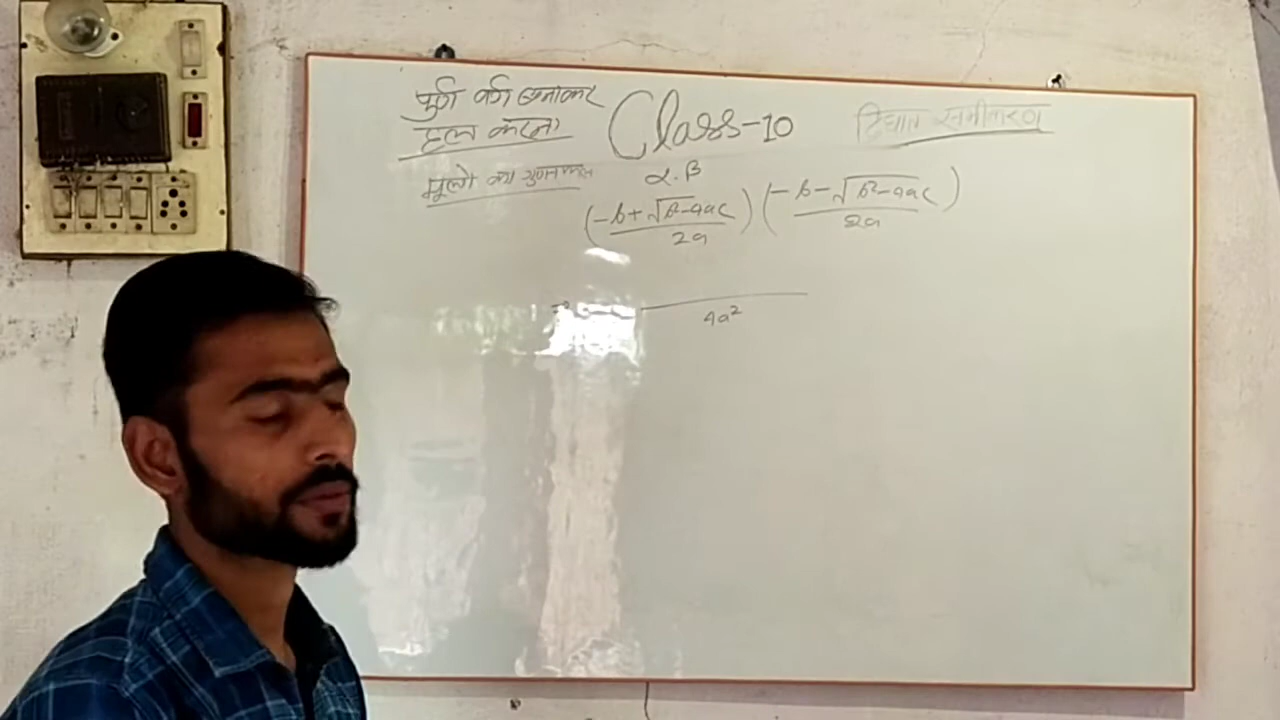 पूर्ण वर्ग बनाकर
हल करना
Class-10
द्विघात समीकरण
मूलो का गुणनफल
α.β
(-b+√b²-4ac/2a) (-b-√b²-4ac/2a)
4a²